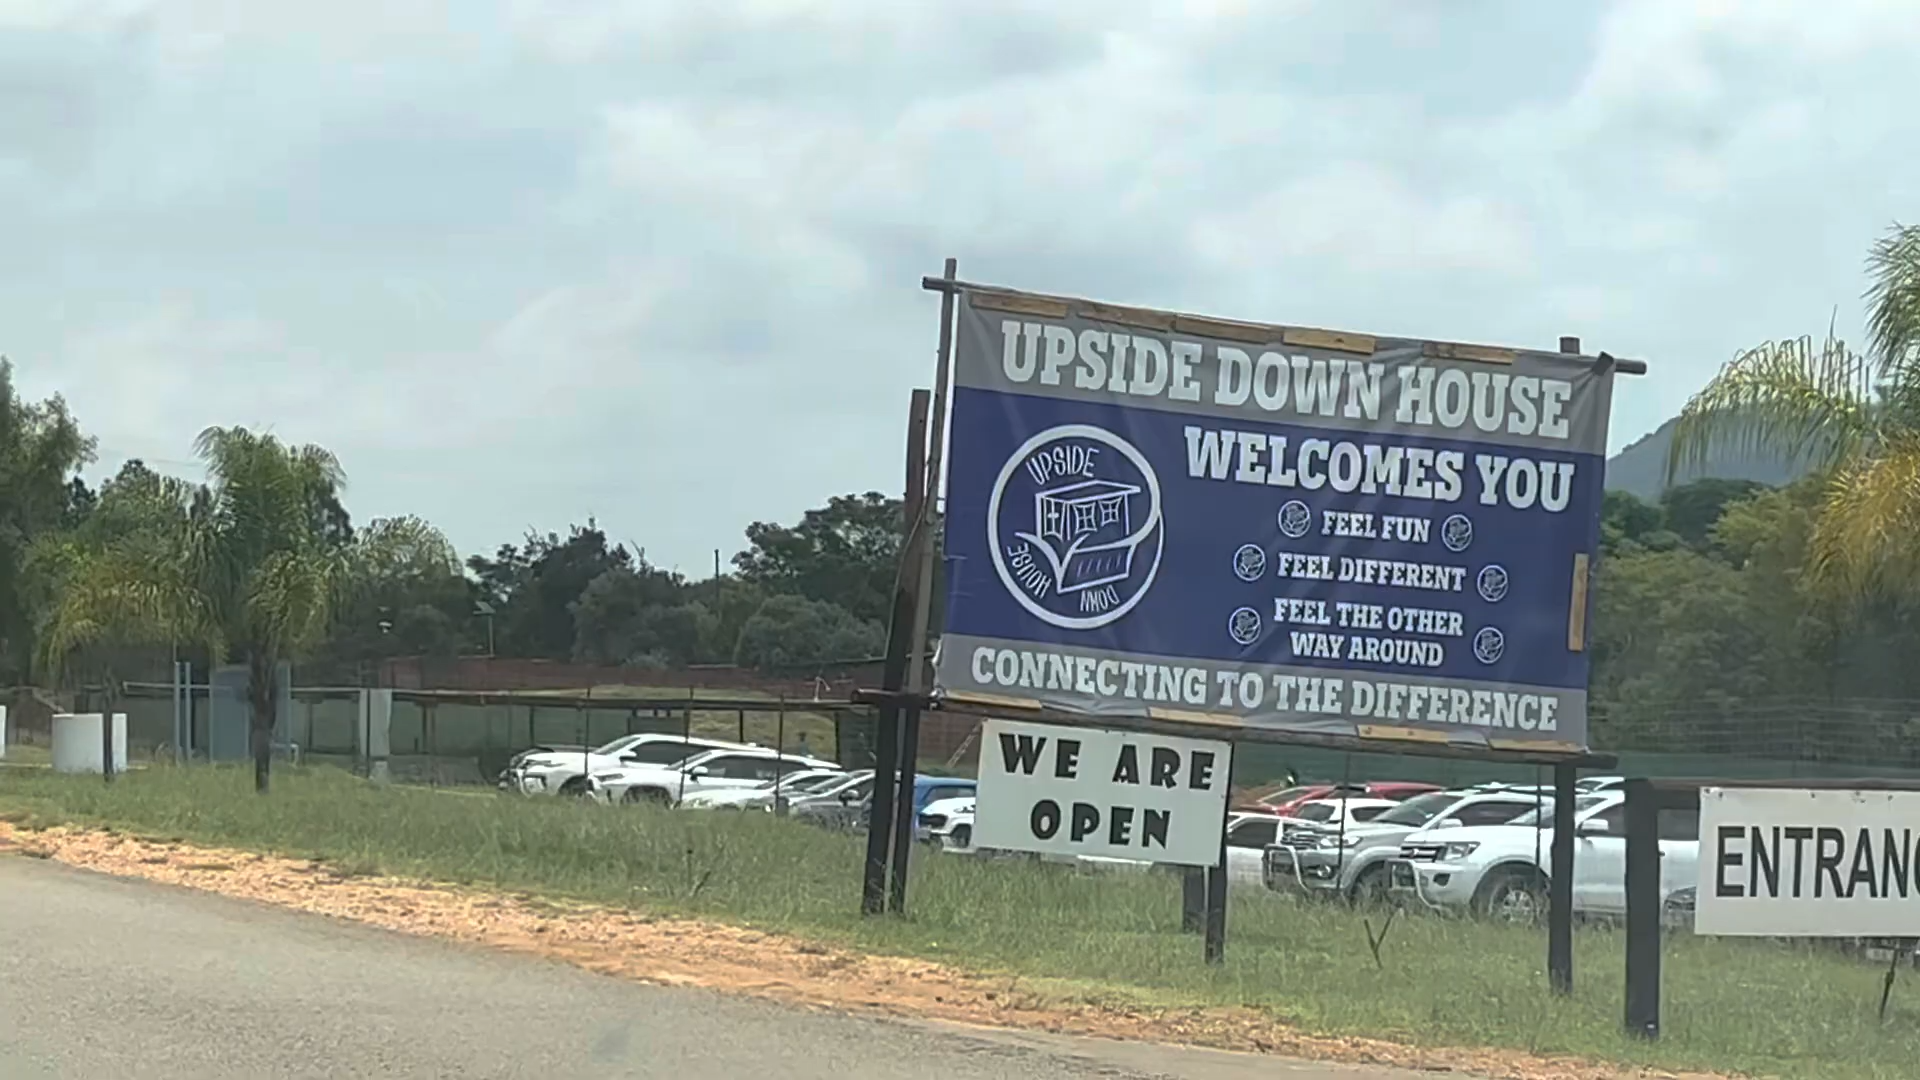 UPSIDE DOWN HOUSE
WELCOMES YOU
UPSIDE
DOWN
HOUSE
FEEL FUN
FEEL DIFFERENT
FEEL THE OTHER
WAY AROUND
CONNECTING TO THE DIFFERENCE
WE ARE
OPEN
ENTRANC